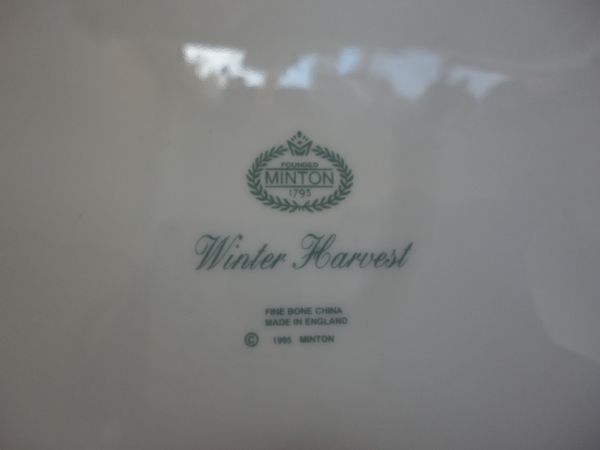 FOUNDED
MINTON
1793
Winter Harvest
FINE BONE CHINA
MADE IN ENGLAND
© 1995 MINTON